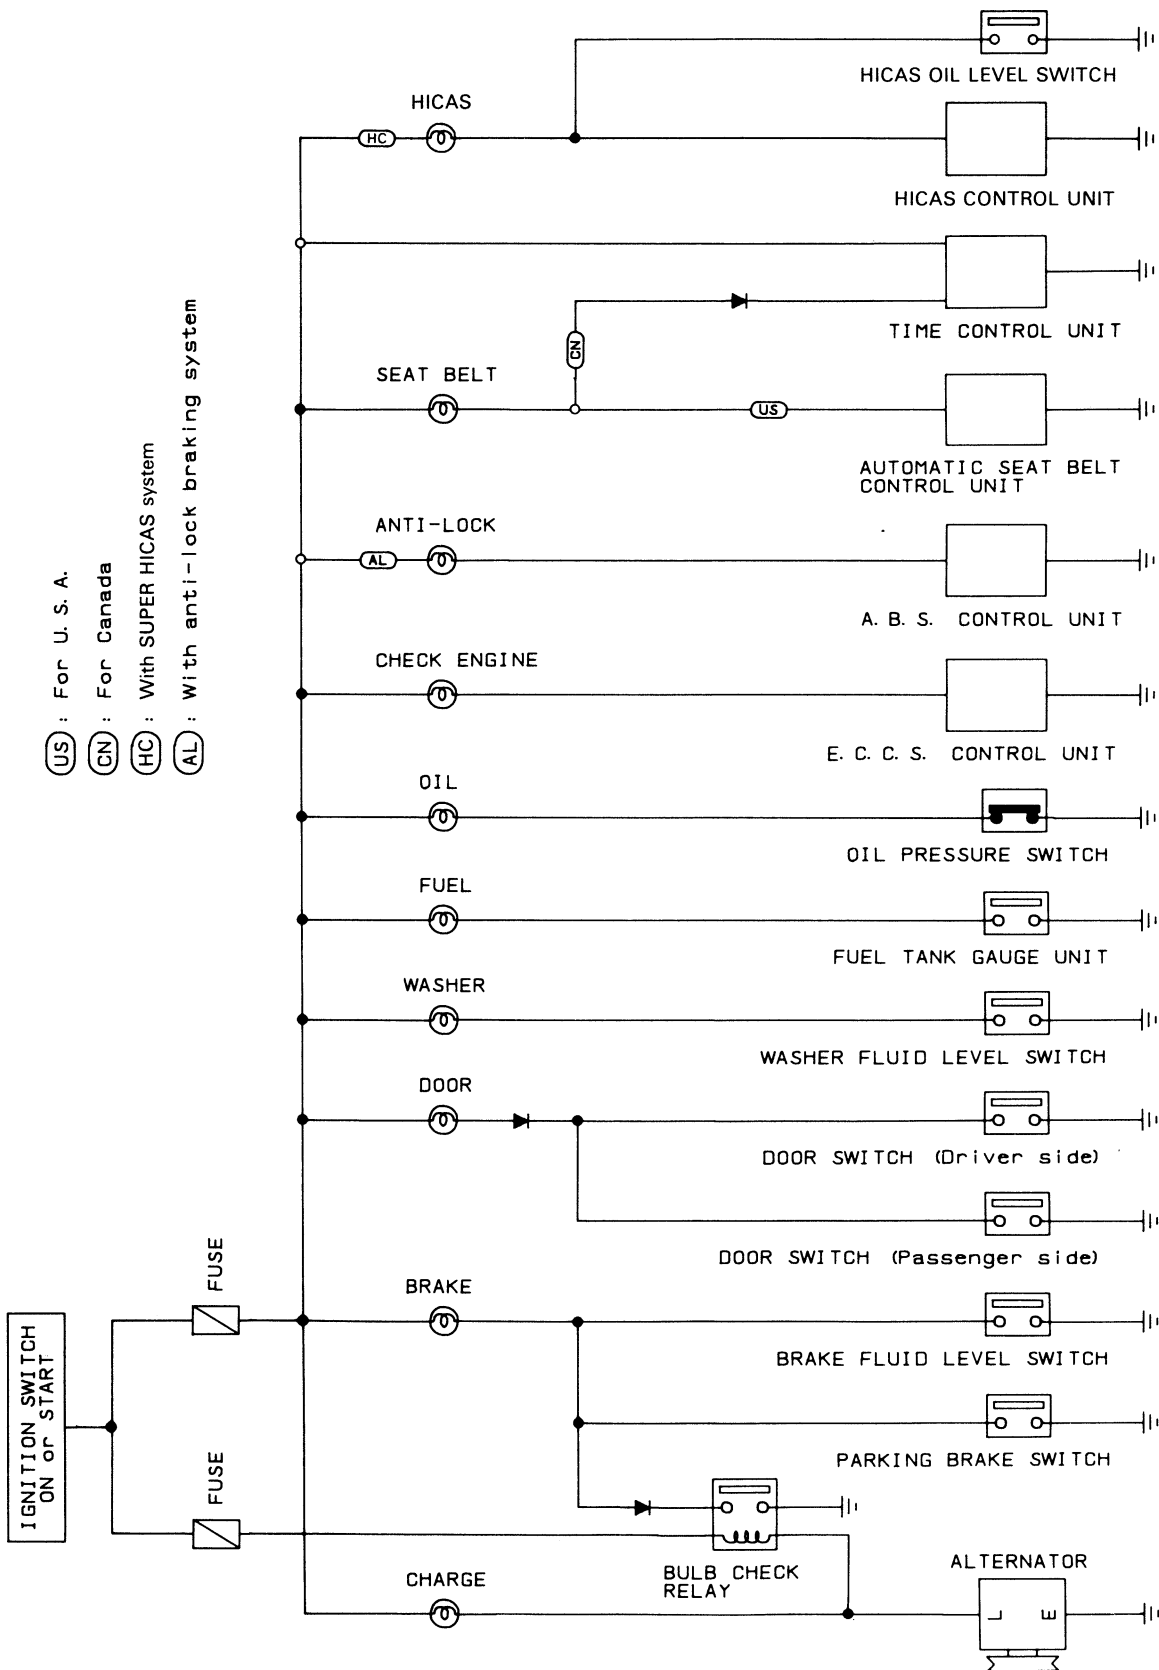 HICAS OIL LEVEL SWITCH
HICAS
HC
HICAS CONTROL UNIT
TIME CONTROL UNIT
CN
SEAT BELT
US
AUTOMATIC SEAT BELT
CONTROL UNIT
ANTI-LOCK
AL
A. B. S. CONTROL UNIT
US : For U. S. A.
CN : For Canada
HC : With SUPER HICAS system
AL : With anti-lock braking system
CHECK ENGINE
E. C. C. S. CONTROL UNIT
OIL
OIL PRESSURE SWITCH
FUEL
FUEL TANK GAUGE UNIT
WASHER
WASHER FLUID LEVEL SWITCH
DOOR
DOOR SWITCH (Driver side)
DOOR SWITCH (Passenger side)
FUSE
BRAKE
BRAKE FLUID LEVEL SWITCH
IGNITION SWITCH
ON or START
PARKING BRAKE SWITCH
FUSE
BULB CHECK
RELAY
CHARGE
ALTERNATOR
L E